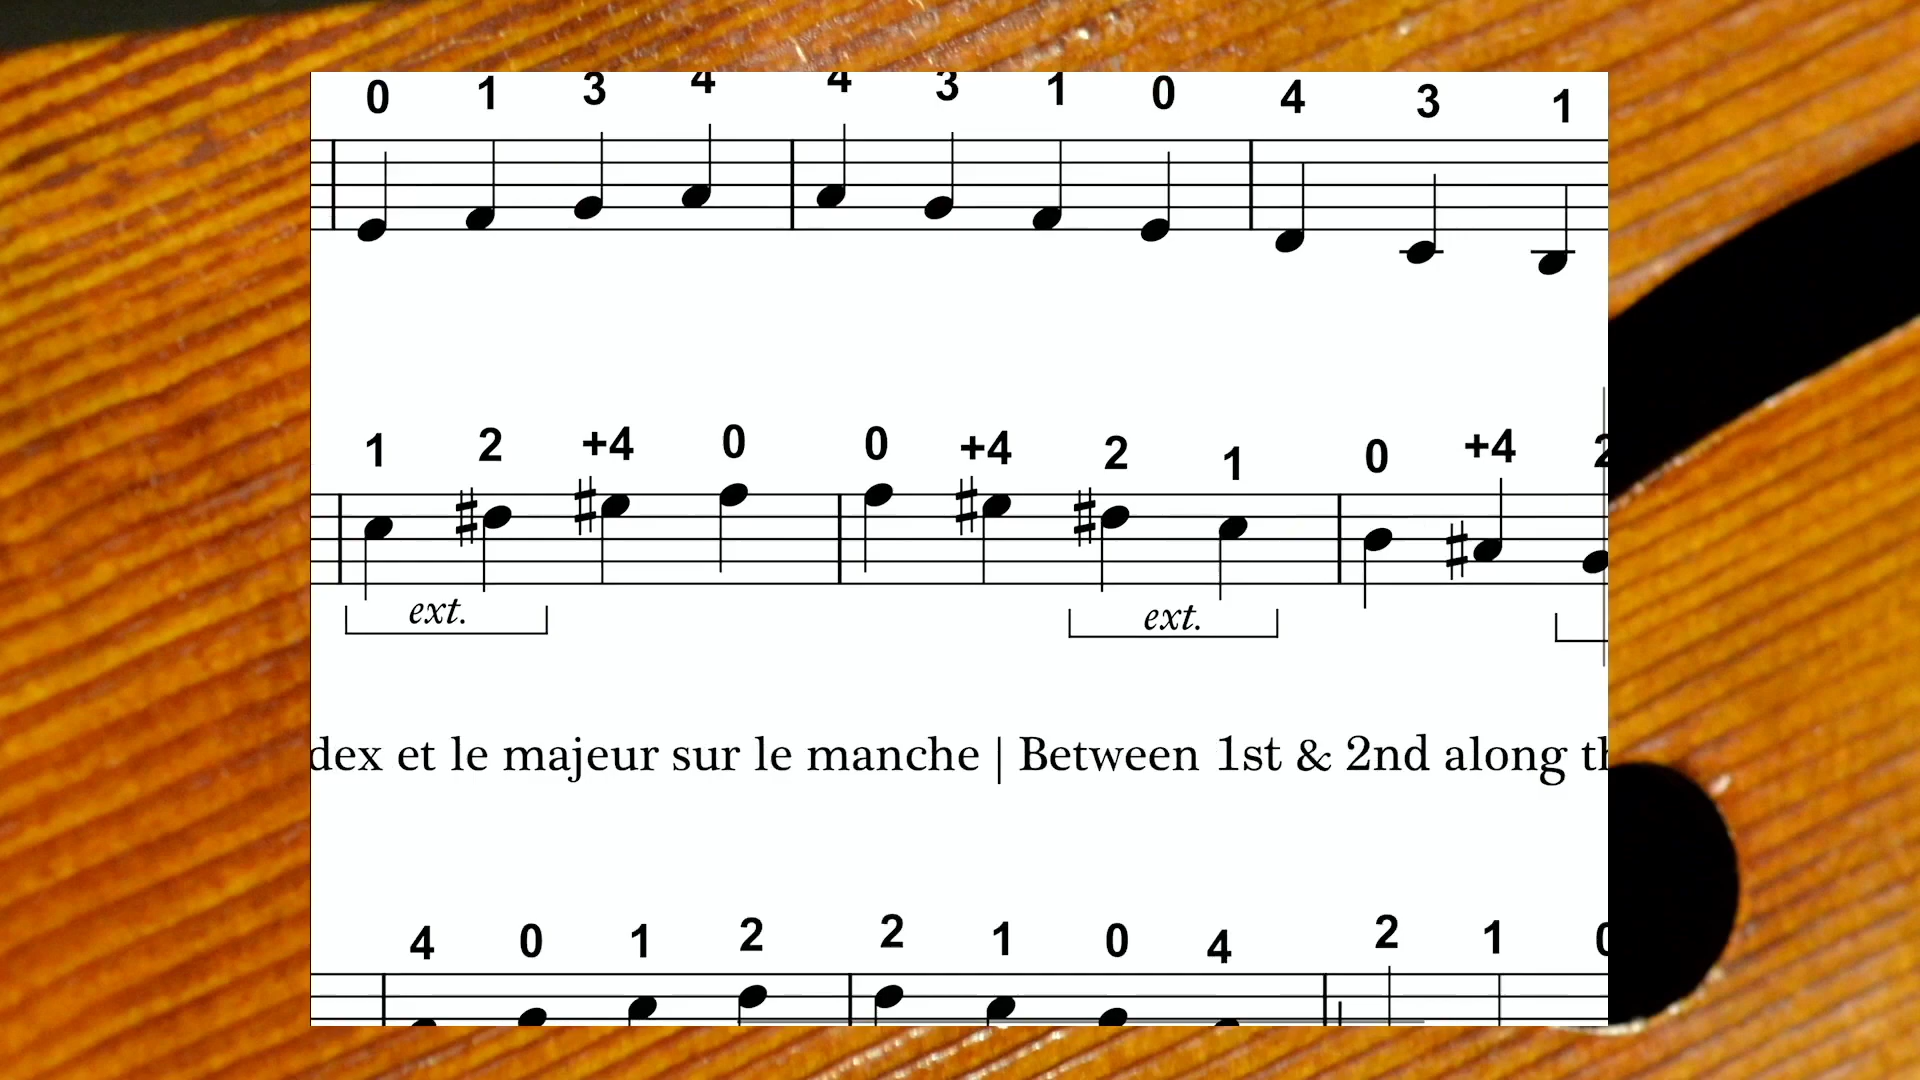 0 1 3 4 4 3 1 0 4 3 1
1 2 +4 0 0 +4 2 1 0 +4 2
ext. ext.
et le majeur sur le manche | Between 1st & 2nd along
4 0 1 2 2 1 0 4 2 1 0